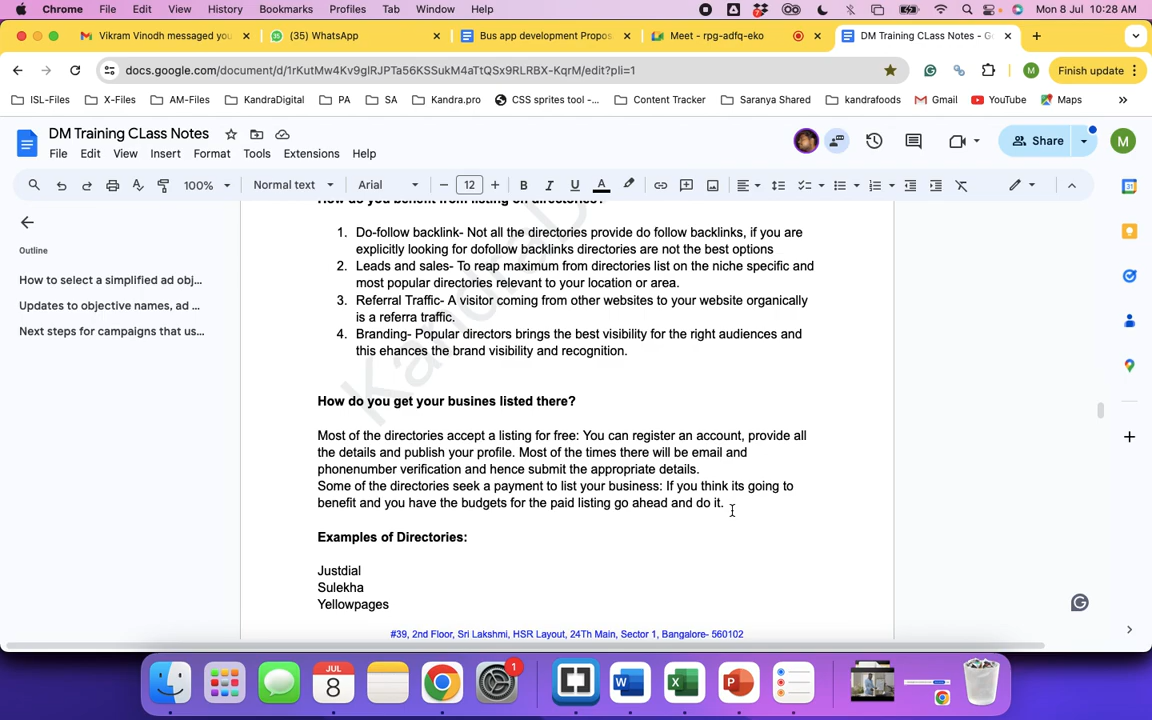 Chrome File Edit View History Bookmarks Profiles Tab Window Help Mon 8 Jul 10:28 AM
Vikram Vinodh messaged you (35) WhatsApp Bus app development Propos Meet - rpg-adfq-eko DM Training CLass Notes - Go
docs.google.com/document/d/1rKutMw4Kv9glRJPTa56KSSukM4aTtQSx9RLRBX-KqrM/edit?pli=1 Finish update
ISL-Files X-Files AM-Files KandraDigital PA SA Kandra.pro CSS sprites tool -... Content Tracker Saranya Shared kandrafoods Gmail YouTube Maps »
DM Training CLass Notes
File Edit View Insert Format Tools Extensions Help
Share M
100% Normal text Arial 12
Outline
How to select a simplified ad obj...
Updates to objective names, ad ...
Next steps for campaigns that us...
How do you benefit from listing on directories?
1. Do-follow backlink- Not all the directories provide do follow backlinks, if you are
explicitly looking for dofollow backlinks directories are not the best options
2. Leads and sales- To reap maximum from directories list on the niche specific and
most popular directories relevant to your location or area.
3. Referral Traffic- A visitor coming from other websites to your website organically
is a referra traffic.
4. Branding- Popular directors brings the best visibility for the right audiences and
this ehances the brand visibility and recognition.
How do you get your busines listed there?
Most of the directories accept a listing for free: You can register an account, provide all
the details and publish your profile. Most of the times there will be email and
phonenumber verification and hence submit the appropriate details.
Some of the directories seek a payment to list your business: If you think its going to
benefit and you have the budgets for the paid listing go ahead and do it.
Examples of Directories:
Justdial
Sulekha
Yellowpages
#39, 2nd Floor, Sri Lakshmi, HSR Layout, 24Th Main, Sector 1, Bangalore- 560102
JUL
8
1